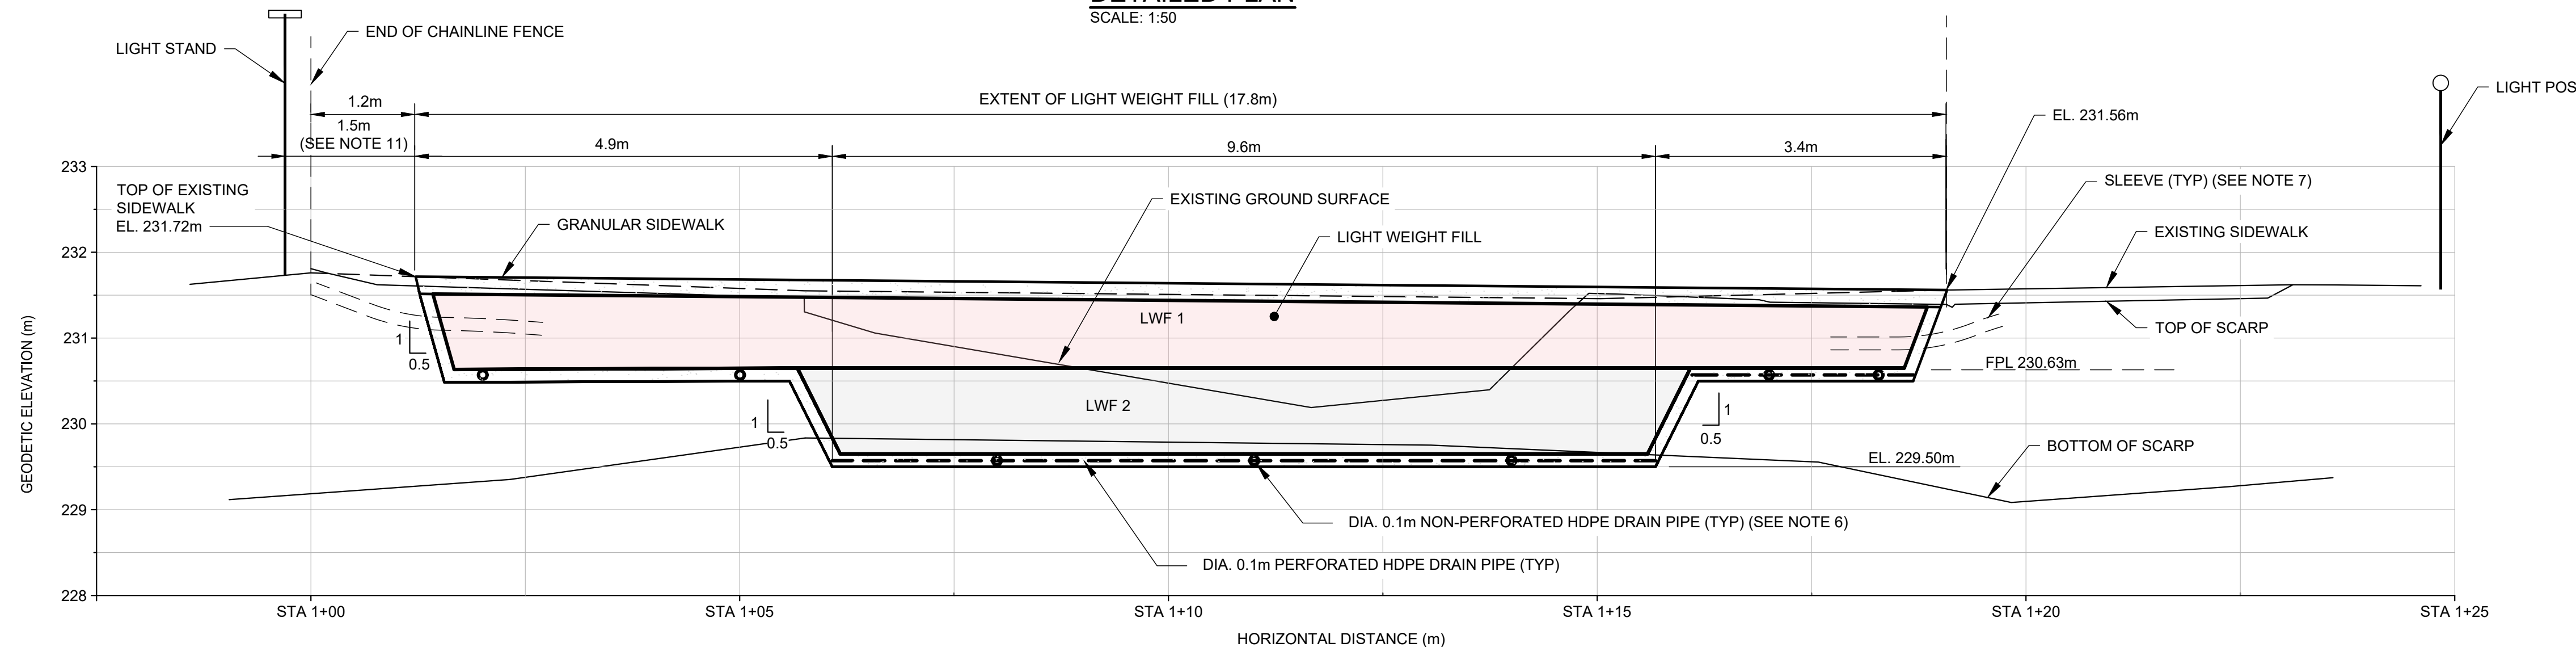 SCALE: 1:50
LIGHT STAND
END OF CHAINLINE FENCE
1.2m
EXTENT OF LIGHT WEIGHT FILL (17.8m)
LIGHT POS
1.5m
(SEE NOTE 11)
4.9m
9.6m
3.4m
EL. 231.56m
TOP OF EXISTING
SIDEWALK
EL. 231.72m
GRANULAR SIDEWALK
EXISTING GROUND SURFACE
LIGHT WEIGHT FILL
SLEEVE (TYP) (SEE NOTE 7)
EXISTING SIDEWALK
TOP OF SCARP
LWF 1
1
0.5
FPL 230.63m
LWF 2
1
0.5
1
0.5
EL. 229.50m
BOTTOM OF SCARP
DIA. 0.1m NON-PERFORATED HDPE DRAIN PIPE (TYP) (SEE NOTE 6)
DIA. 0.1m PERFORATED HDPE DRAIN PIPE (TYP)
GEODETIC ELEVATION (m)
233
232
231
230
229
228
STA 1+00
STA 1+05
STA 1+10
STA 1+15
STA 1+20
STA 1+25
HORIZONTAL DISTANCE (m)